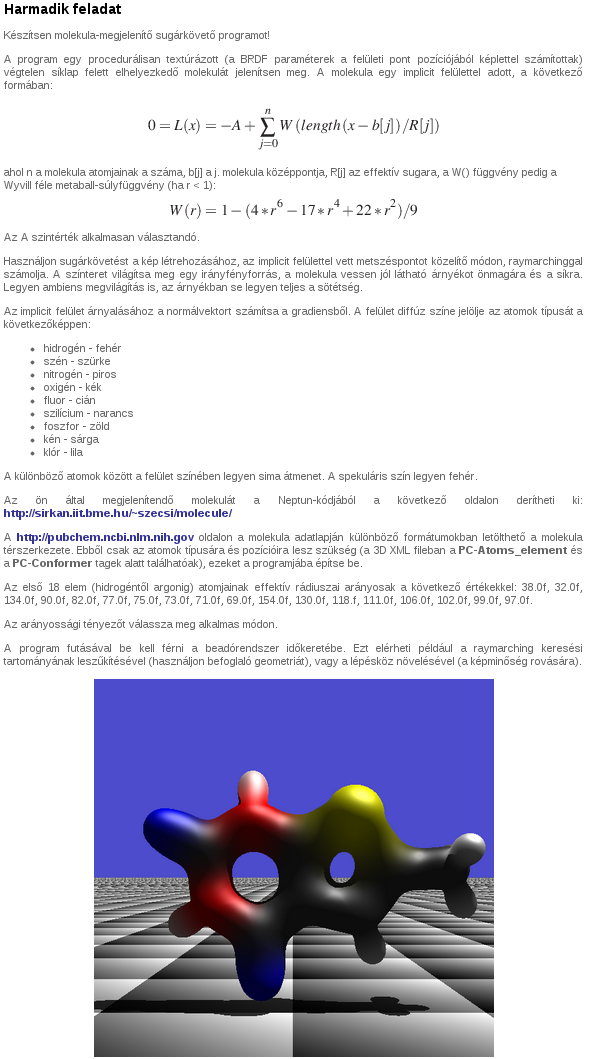 Harmadik feladat
Készítsen molekula-megjelenítő sugárkövető programot!
A program egy procedurálisan textúrázott (a BRDF paraméterek a felületi pont pozíciójából képlettel számítottak)
végtelen síklap felett elhelyezkedő molekulát jelenítsen meg. A molekula egy implicit felülettel adott, a következő
formában:
0 = L(x) = −A + ∑_{j=0}^{n} W (length(x − b[j])/R[j])
ahol n a molekula atomjainak a száma, b[j] a j. molekula középpontja, R[j] az effektív sugara, a W() függvény pedig a
Wyvill féle metaball-súlyfüggvény (ha r < 1):
W(r) = 1 − (4 * r^6 − 17 * r^4 + 22 * r^2)/9
Az A szintérték alkalmasan választandó.
Használjon sugárkövetést a kép létrehozásához, az implicit felülettel vett metszéspontot közelítő módon, raymarchinggal
számolja. A színteret világítsa meg egy irányfényforrás, a molekula vessen jól látható árnyékot önmagára és a síkra.
Legyen ambiens megvilágítás is, az árnyékban se legyen teljes a sötétség.
Az implicit felület árnyalásához a normálvektort számítsa a gradiensből. A felület diffúz színe jelölje az atomok típusát a
következőképpen:
hidrogén - fehér
szén - szürke
nitrogén - piros
oxigén - kék
fluor - cián
szilícium - narancs
foszfor - zöld
kén - sárga
klór - lila
A különböző atomok között a felület színében legyen sima átmenet. A spekuláris szín legyen fehér.
Az ön által megjelenítendő molekulát a Neptun-kódjából a következő oldalon derítheti ki:
http://sirkan.iit.bme.hu/~szecsi/molecule/
A http://pubchem.ncbi.nlm.nih.gov oldalon a molekula adatlapján különböző formátumokban letölthető a molekula
térszerkezete. Ebből csak az atomok típusára és pozícióira lesz szükség (a 3D XML fileban a PC-Atoms_element és
a PC-Conformer tagek alatt találhatóak), ezeket a programjába építse be.
Az első 18 elem (hidrogéntől argonig) atomjainak effektív rádiuszai arányosak a következő értékekkel: 38.0f, 32.0f,
134.0f, 90.0f, 82.0f, 77.0f, 75.0f, 73.0f, 71.0f, 69.0f, 154.0f, 130.0f, 118.f, 111.0f, 106.0f, 102.0f, 99.0f, 97.0f.
Az arányossági tényezőt válassza meg alkalmas módon.
A program futásával be kell férni a beadórendszer időkeretébe. Ezt elérheti például a raymarching keresési
tartományának leszűkítésével (használjon befoglaló geometriát), vagy a lépésköz növelésével (a képminőség rovására).